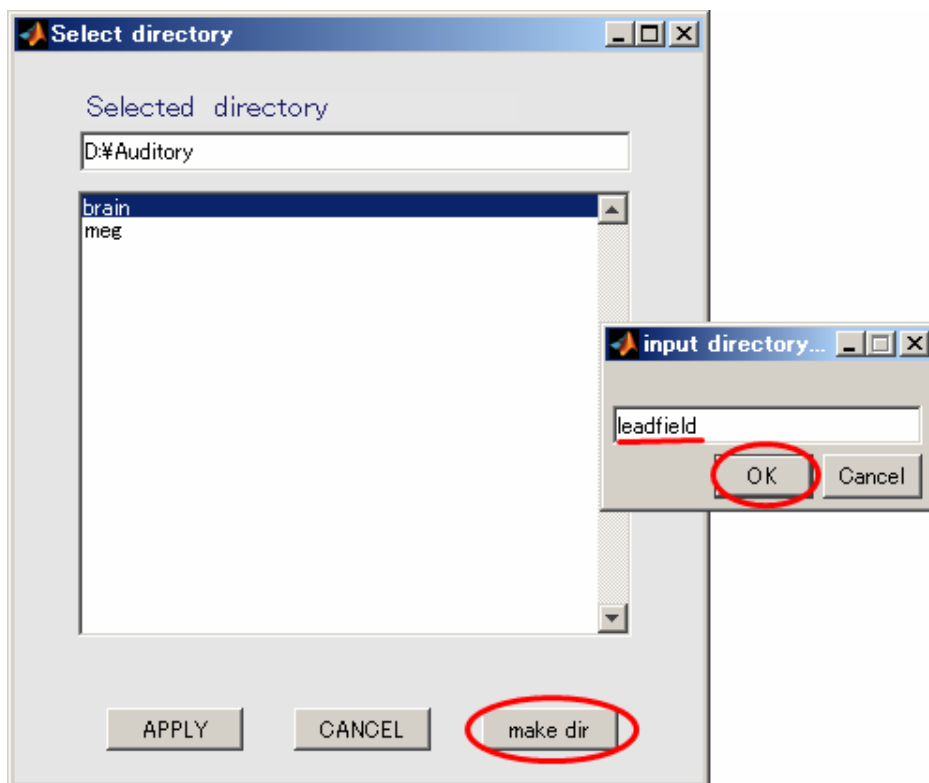 Select directory
Selected directory
D:¥Auditory
brain
meg
input directory...
leadfield
OK Cancel
APPLY CANCEL make dir